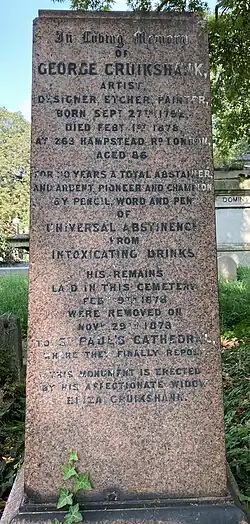 In Loving Memory
OF
GEORGE CRUIKSHANK,
ARTIST,
DESIGNER, ETCHER, PAINTER,
BORN SEPT 27TH 1792,
DIED FEBY 1ST 1878,
AT 263 HAMPSTEAD RD LONDON,
AGED 86
FOR 30 YEARS A TOTAL ABSTAINER,
AND ARDENT PIONEER AND CHAMPION
BY PENCIL, WORD AND PEN
OF
UNIVERSAL ABSTINENCE
FROM
INTOXICATING DRINKS.
HIS REMAINS
LAID IN THIS CEMETERY
FEBY 9TH 1878
WERE REMOVED ON
NOVR 29TH 1878
TO ST PAUL'S CATHEDRAL
WHERE THEY FINALLY REPOSE
THIS MONUMENT IS ERECTED
BY HIS AFFECTIONATE WIDOW
ELIZA CRUIKSHANK.
DOMINI